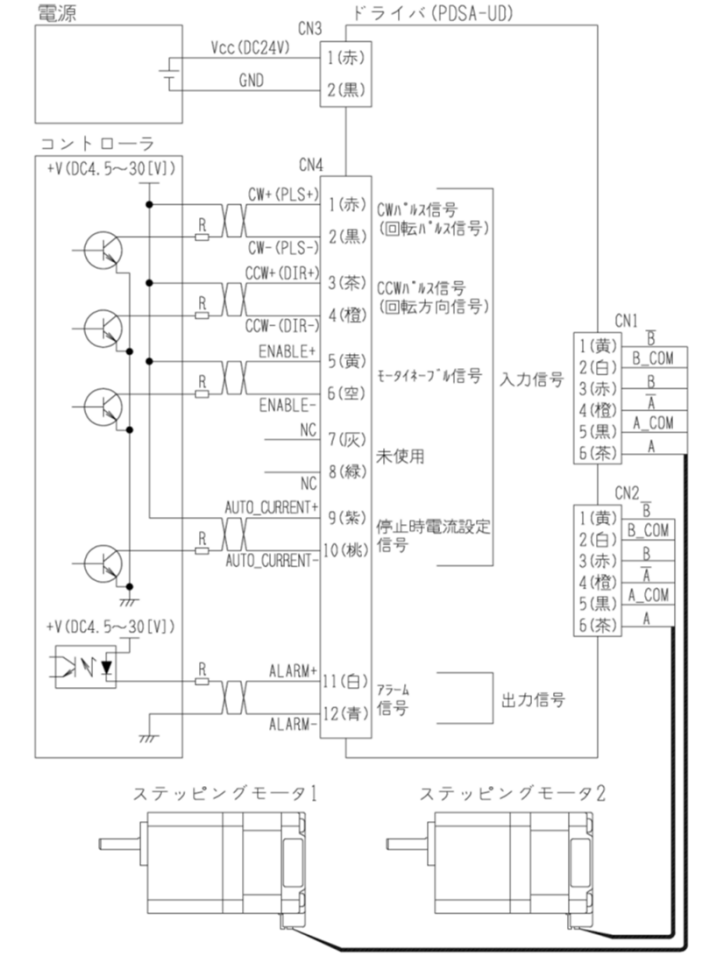 電源
ドライバ(PDSA-UD)
CN3
Vcc(DC24V)
1(赤)
GND
2(黒)
コントローラ
+V(DC4.5～30[V])
CN4
CW+(PLS+)
1(赤)
CWパルス信号
(回転パルス信号)
R
2(黒)
CW-(PLS-)
CCW+(DIR+)
3(茶)
CCWパルス信号
(回転方向信号)
R
4(橙)
CCW-(DIR-)
ENABLE+
5(黄)
モータイネーブル信号
入力信号
R
6(空)
ENABLE-
NC
7(灰)
未使用
8(緑)
NC
AUTO_CURRENT+
9(紫)
停止時電流設定
信号
R
10(桃)
AUTO_CURRENT-
+V(DC4.5～30[V])
R
ALARM+
11(白)
アラーム
信号
出力信号
12(青)
ALARM-
CN1
1(黄)
B̅
2(白)
B_COM
3(赤)
B
4(橙)
A̅
5(黒)
A_COM
6(茶)
A
CN2
1(黄)
B̅
2(白)
B_COM
3(赤)
B
4(橙)
A̅
5(黒)
A_COM
6(茶)
A
ステッピングモータ1
ステッピングモータ2